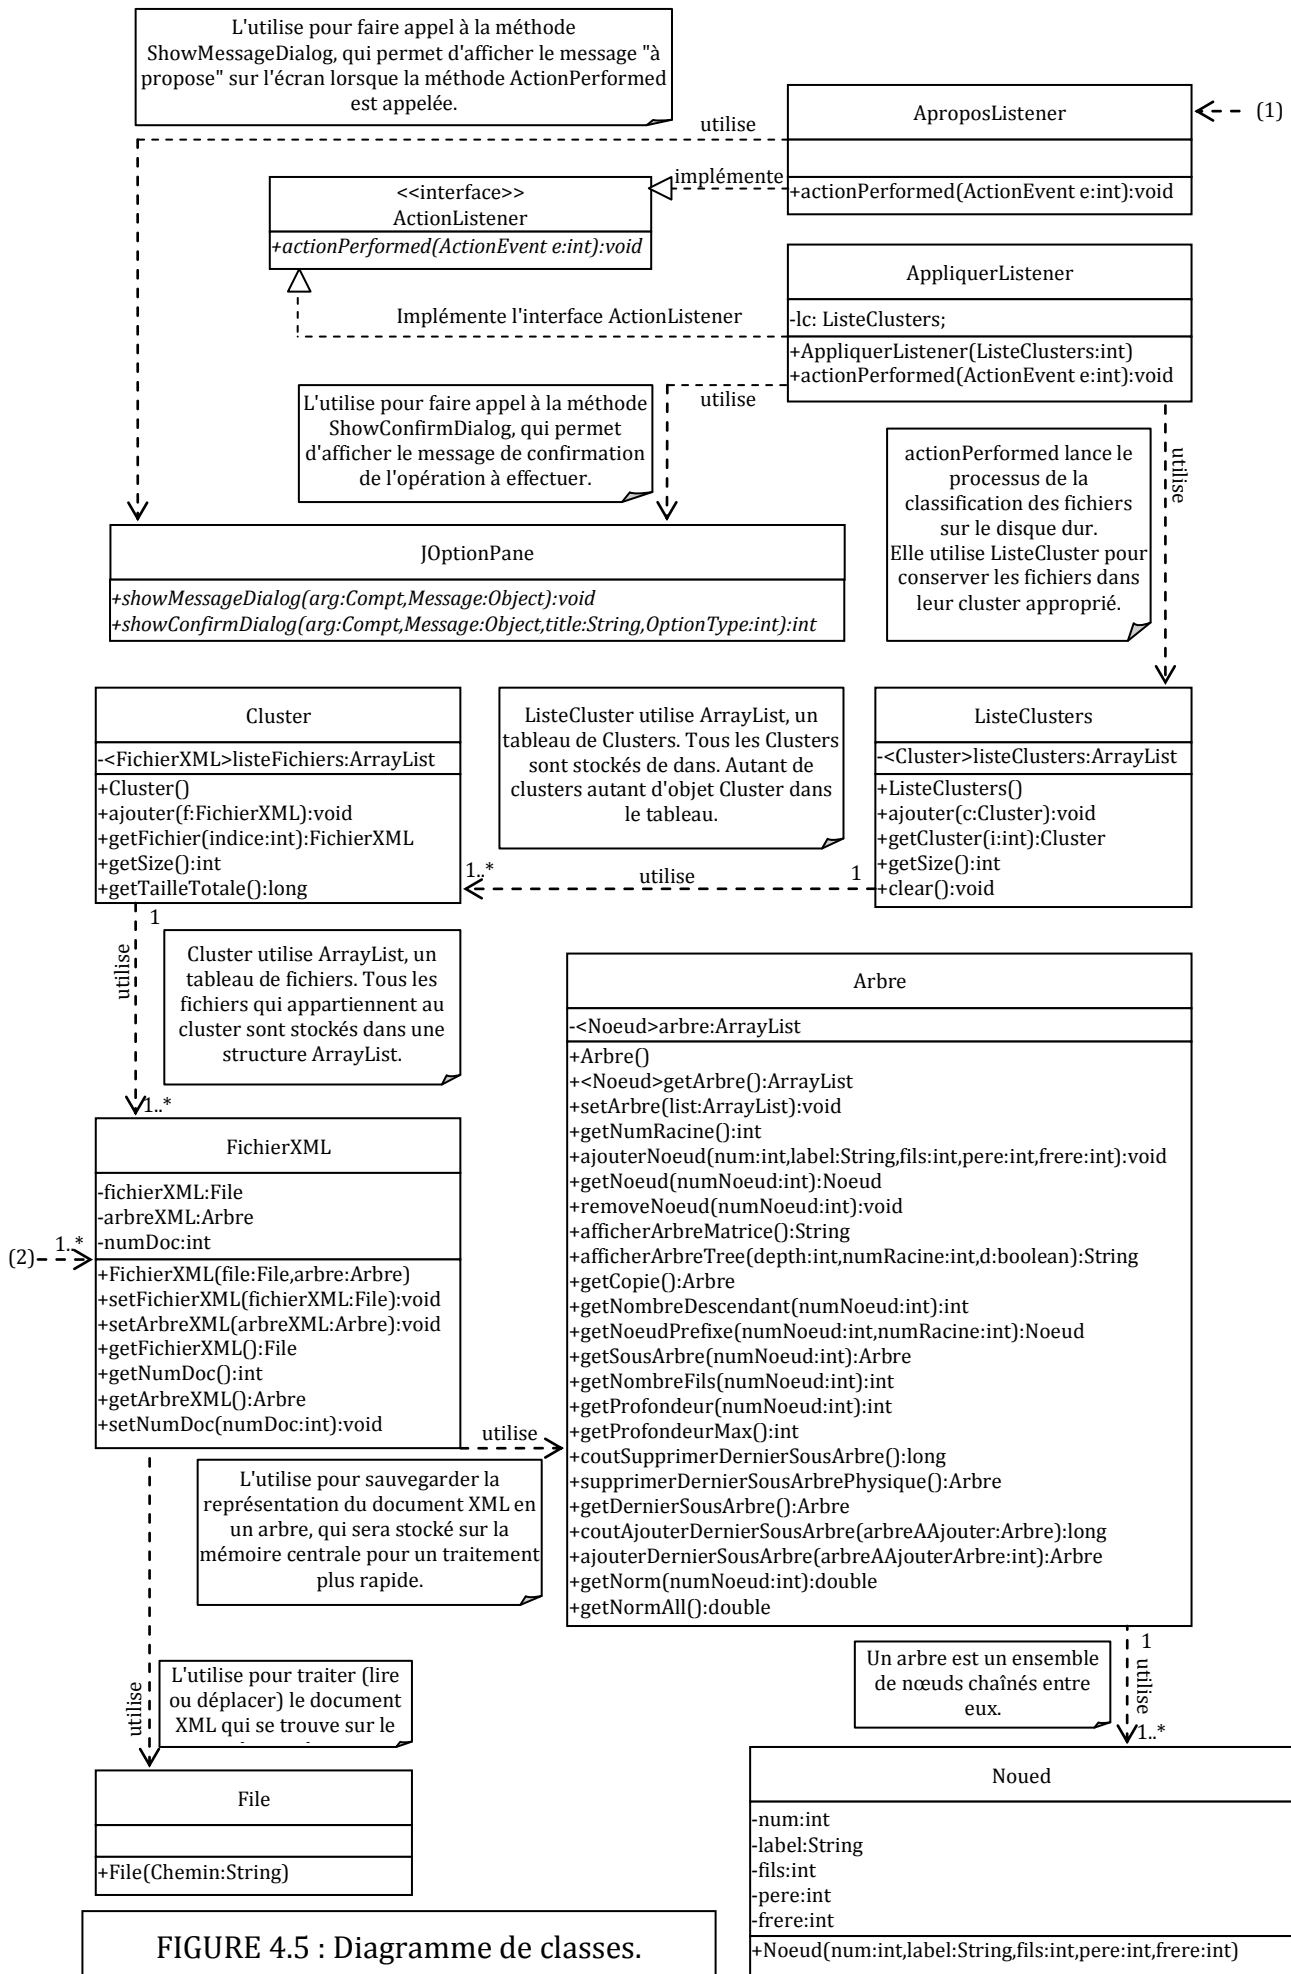 L'utilise pour faire appel à la méthode
ShowMessageDialog, qui permet d'afficher le message "à
propose" sur l'écran lorsque la méthode ActionPerformed
est appelée.
AproposListener
+actionPerformed(ActionEvent e:int):void
(1)
utilise
implémente
<<interface>>
ActionListener
+actionPerformed(ActionEvent e:int):void
AppliquerListener
-lc: ListeClusters;
+AppliquerListener(ListeClusters:int)
+actionPerformed(ActionEvent e:int):void
Implémente l'interface ActionListener
utilise
L'utilise pour faire appel à la méthode
ShowConfirmDialog, qui permet
d'afficher le message de confirmation
de l'opération à effectuer.
actionPerformed lance le
processus de la
classification des fichiers
sur le disque dur.
Elle utilise ListeCluster pour
conserver les fichiers dans
leur cluster approprié.
utilise
JOptionPane
+showMessageDialog(arg:Compt,Message:Object):void
+showConfirmDialog(arg:Compt,Message:Object,title:String,OptionType:int):int
Cluster
-<FichierXML>listeFichiers:ArrayList
+Cluster()
+ajouter(f:FichierXML):void
+getFichier(indice:int):FichierXML
+getSize():int
+getTailleTotale():long
ListeCluster utilise ArrayList, un
tableau de Clusters. Tous les Clusters
sont stockés de dans. Autant de
clusters autant d'objet Cluster dans
le tableau.
ListeClusters
-<Cluster>listeClusters:ArrayList
+ListeClusters()
+ajouter(c:Cluster):void
+getCluster(i:int):Cluster
+getSize():int
+clear():void
1..*
utilise
1
1
utilise
Cluster utilise ArrayList, un
tableau de fichiers. Tous les
fichiers qui appartiennent au
cluster sont stockés dans une
structure ArrayList.
1..*
Arbre
-<Noeud>arbre:ArrayList
+Arbre()
+<Noeud>getArbre():ArrayList
+setArbre(list:ArrayList):void
+getNumRacine():int
+ajouterNoeud(num:int,label:String,fils:int,pere:int,frere:int):void
+getNoeud(numNoeud:int):Noeud
+removeNoeud(numNoeud:int):void
+afficherArbreMatrice():String
+afficherArbreTree(depth:int,numRacine:int,d:boolean):String
+getCopie():Arbre
+getNombreDescendant(numNoeud:int):int
+getNoeudPrefixe(numNoeud:int,numRacine:int):Noeud
+getSousArbre(numNoeud:int):Arbre
+getNombreFils(numNoeud:int):int
+getProfondeur(numNoeud:int):int
+getProfondeurMax():int
+coutSupprimerDernierSousArbre():long
+supprimerDernierSousArbrePhysique():Arbre
+getDernierSousArbre():Arbre
+coutAjouterDernierSousArbre(arbreAAjouter:Arbre):long
+ajouterDernierSousArbre(arbreAAjouterArbre:int):Arbre
+getNorm(numNoeud:int):double
+getNormAll():double
FichierXML
-fichierXML:File
-arbreXML:Arbre
-numDoc:int
+FichierXML(file:File,arbre:Arbre)
+setFichierXML(fichierXML:File):void
+setArbreXML(arbreXML:Arbre):void
+getFichierXML():File
+getNumDoc():int
+getArbreXML():Arbre
+setNumDoc(numDoc:int):void
(2)
1..*
utilise
L'utilise pour sauvegarder la
représentation du document XML en
un arbre, qui sera stocké sur la
mémoire centrale pour un traitement
plus rapide.
utilise
L'utilise pour traiter (lire
ou déplacer) le document
XML qui se trouve sur le
Un arbre est un ensemble
de nœuds chaînés entre
eux.
1
utilise
1..*
File
+File(Chemin:String)
Noued
-num:int
-label:String
-fils:int
-pere:int
-frere:int
+Noeud(num:int,label:String,fils:int,pere:int,frere:int)
FIGURE 4.5 : Diagramme de classes.